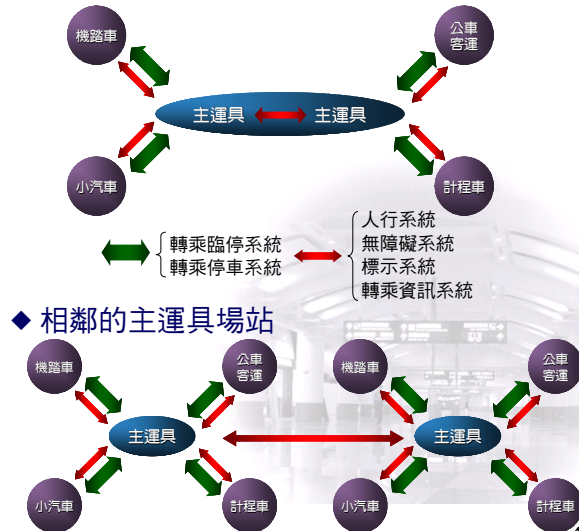 機踏車
公車
客運
主運具
主運具
小汽車
計程車
轉乘臨停系統
轉乘停車系統
人行系統
無障礙系統
標示系統
轉乘資訊系統
◆ 相鄰的主運具場站
機踏車
公車
客運
機踏車
公車
客運
主運具
主運具
小汽車
計程車
小汽車
計程車